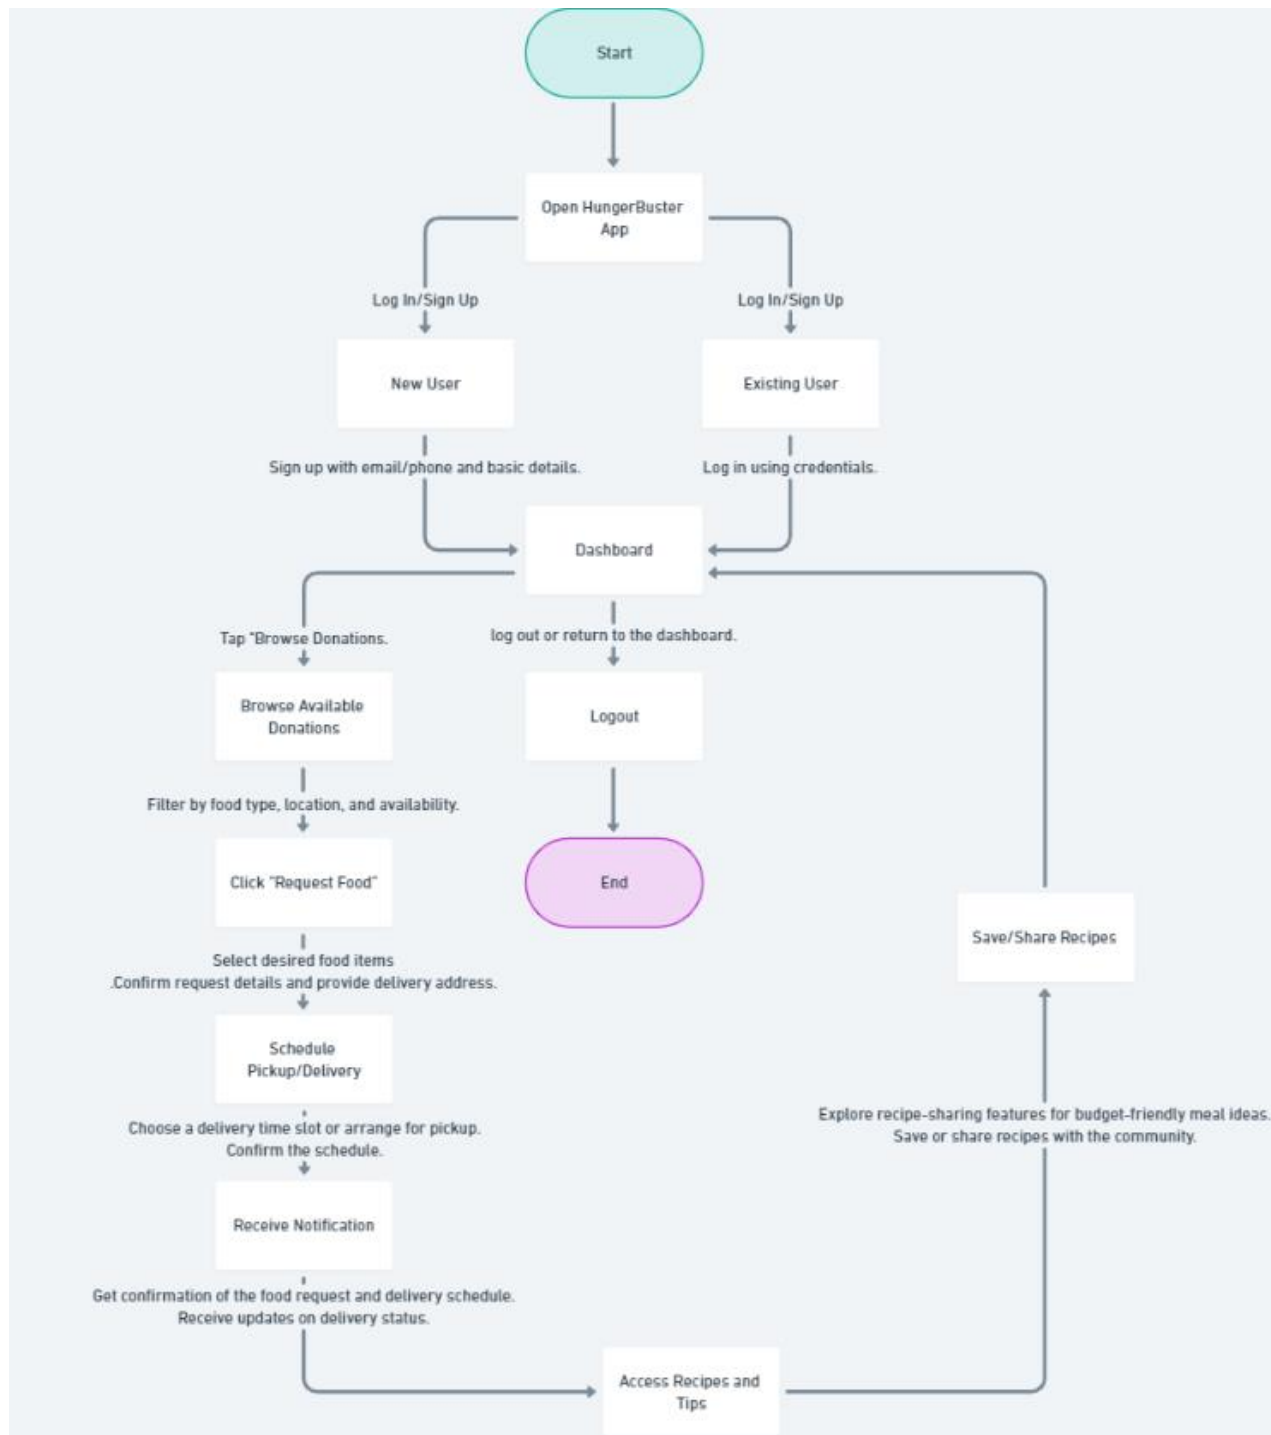 Start
Open HungerBuster
App
Log In/Sign Up
Log In/Sign Up
New User
Existing User
Sign up with email/phone and basic details.
Log in using credentials.
Dashboard
Tap "Browse Donations.
log out or return to the dashboard.
Browse Available
Donations
Logout
Filter by food type, location, and availability.
Click "Request Food"
End
Save/Share Recipes
Select desired food items
.Confirm request details and provide delivery address.
Schedule
Pickup/Delivery
Choose a delivery time slot or arrange for pickup.
Confirm the schedule.
Explore recipe-sharing features for budget-friendly meal ideas.
Save or share recipes with the community.
Receive Notification
Get confirmation of the food request and delivery schedule.
Receive updates on delivery status.
Access Recipes and
Tips